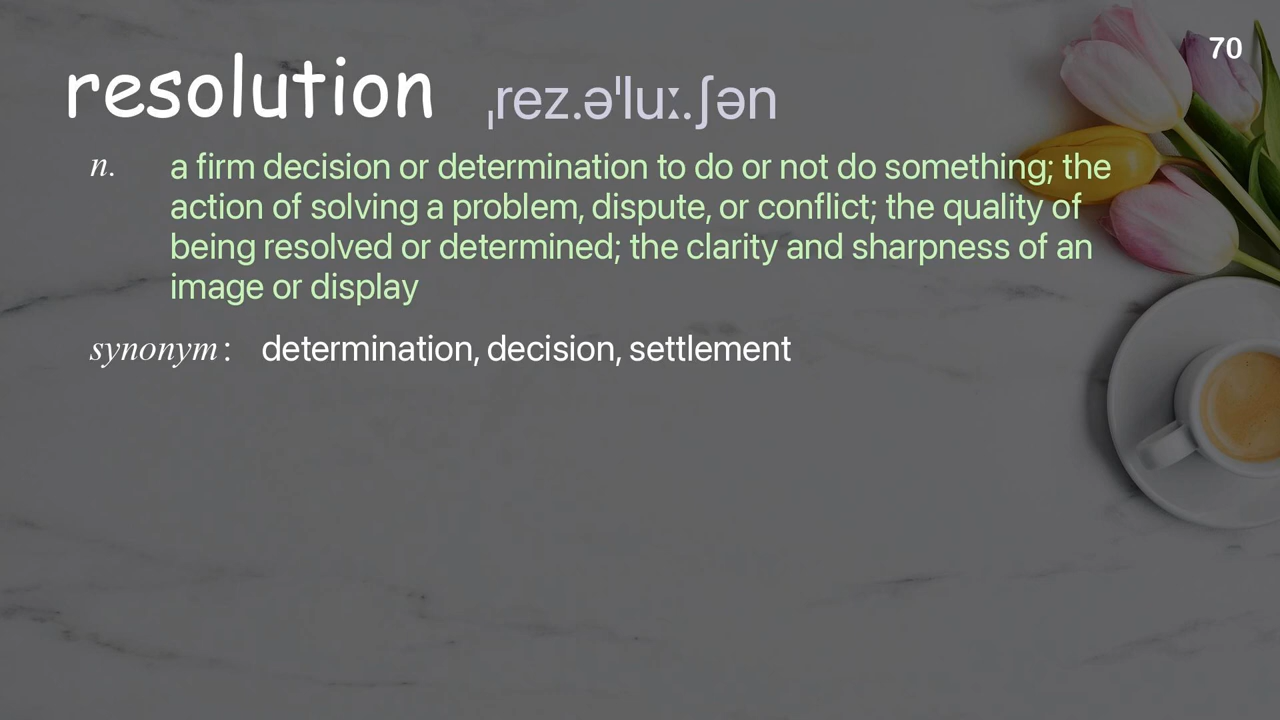 70
resolution ˌrez.əˈluː.ʃən
n. a firm decision or determination to do or not do something; the
action of solving a problem, dispute, or conflict; the quality of
being resolved or determined; the clarity and sharpness of an
image or display
synonym : determination, decision, settlement